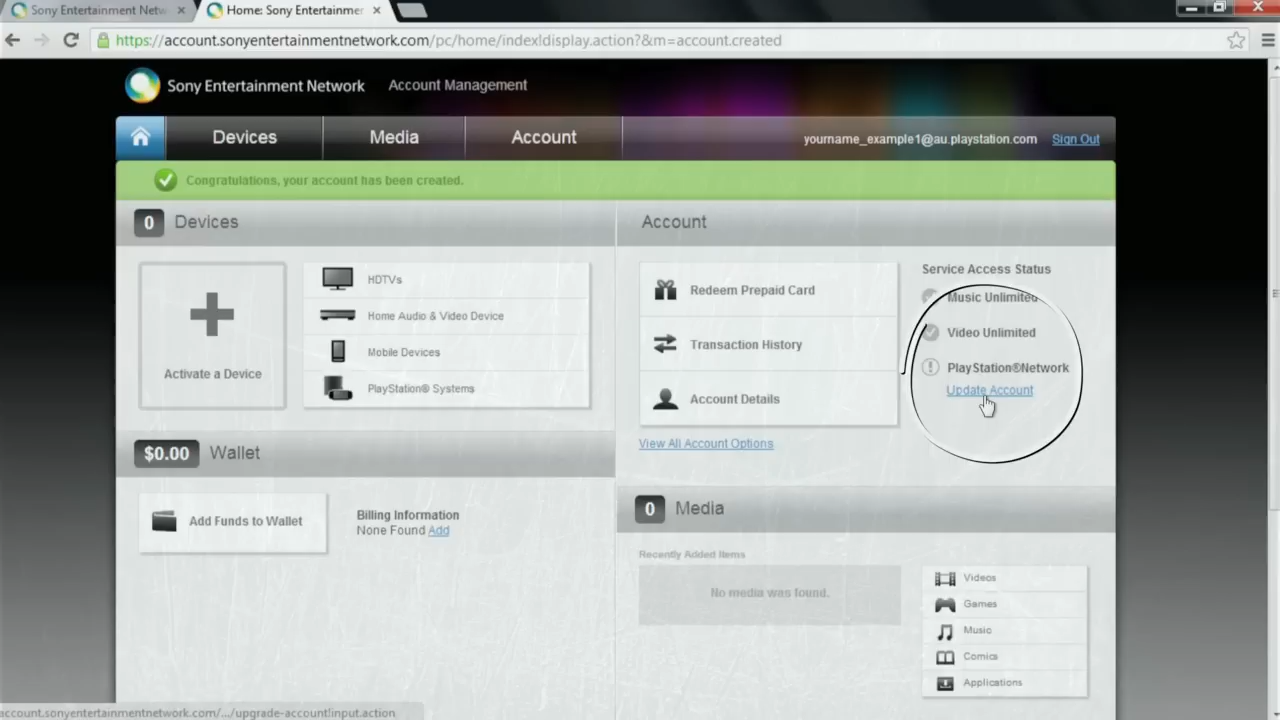 Sony Entertainment Netw
Home: Sony Entertainmer
https://account.sonyentertainmentnetwork.com/pc/home/index!display.action?&m=account.created
Sony Entertainment Network
Account Management
Devices
Media
Account
yourname_example1@au.playstation.com
Sign Out
Congratulations, your account has been created.
0 Devices
Activate a Device
HDTVs
Home Audio & Video Device
Mobile Devices
PlayStation® Systems
$0.00 Wallet
Add Funds to Wallet
Billing Information
None Found Add
Account
Redeem Prepaid Card
Transaction History
Account Details
View All Account Options
Service Access Status
Music Unlimited
Video Unlimited
PlayStation®Network
Update Account
0 Media
Recently Added Items
No media was found.
Videos
Games
Music
Comics
Applications
account.sonyentertainmentnetwork.com/.../upgrade-account!input.action